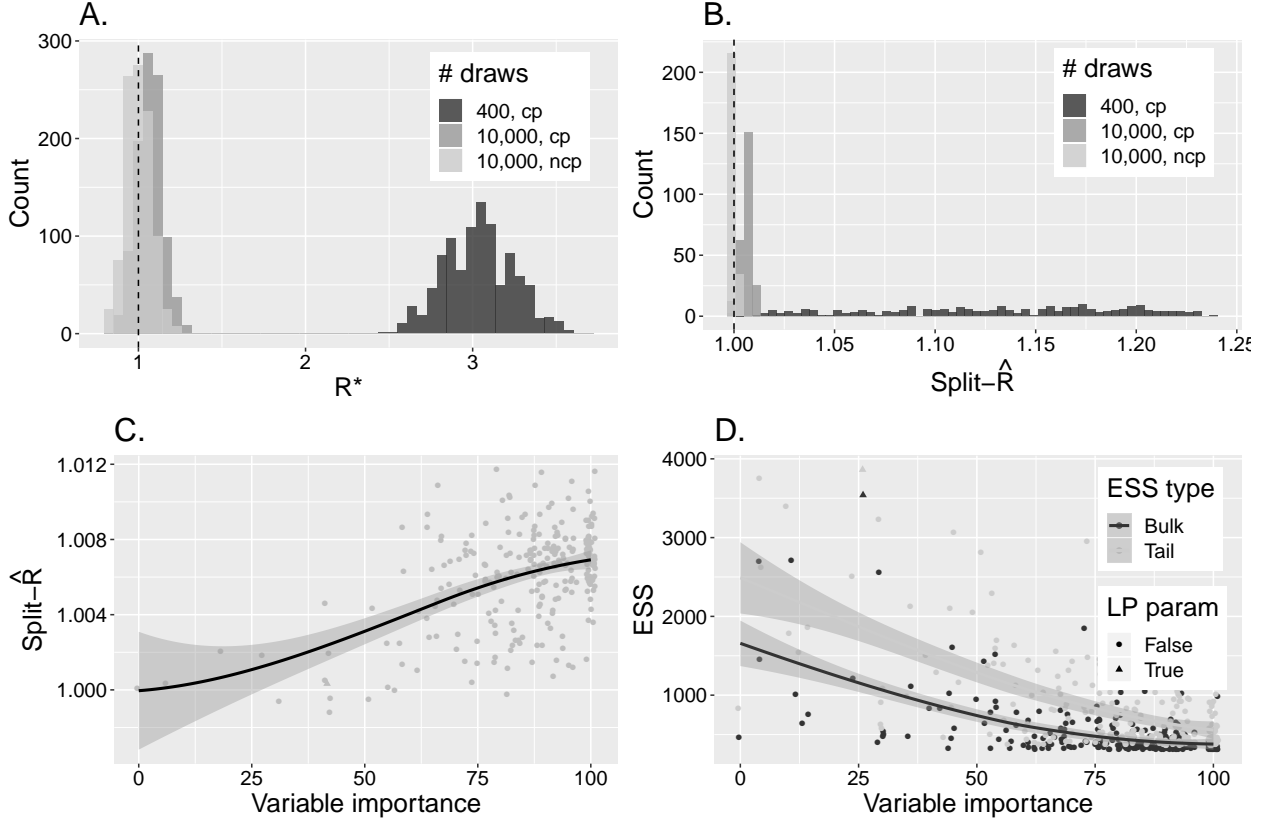 A.
300
200
100
0
Count
1
2
3
R*
# draws
400, cp
10,000, cp
10,000, ncp
B.
200
150
100
50
0
Count
1.00
1.05
1.10
1.15
1.20
1.25
Split−R̂
# draws
400, cp
10,000, cp
10,000, ncp
C.
1.012
1.008
1.004
1.000
Split−R̂
0
25
50
75
100
Variable importance
D.
4000
3000
2000
1000
ESS
0
25
50
75
100
Variable importance
ESS type
Bulk
Tail
LP param
False
True